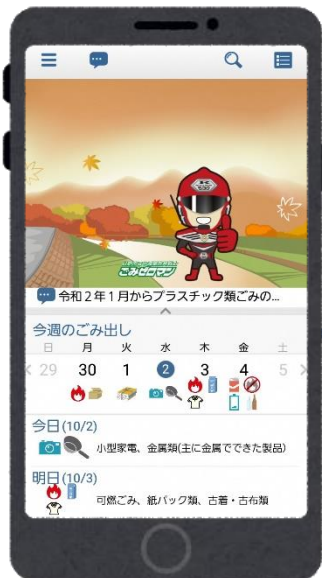 ごみゼロマン
令和2年1月からプラスチック類ごみの...
今週のごみ出し
日 月 火 水 木 金 土
29 30 1 2 3 4 5
今日(10/2)
小型家電、金属類(主に金属でできた製品)
明日(10/3)
可燃ごみ、紙パック類、古着・古布類